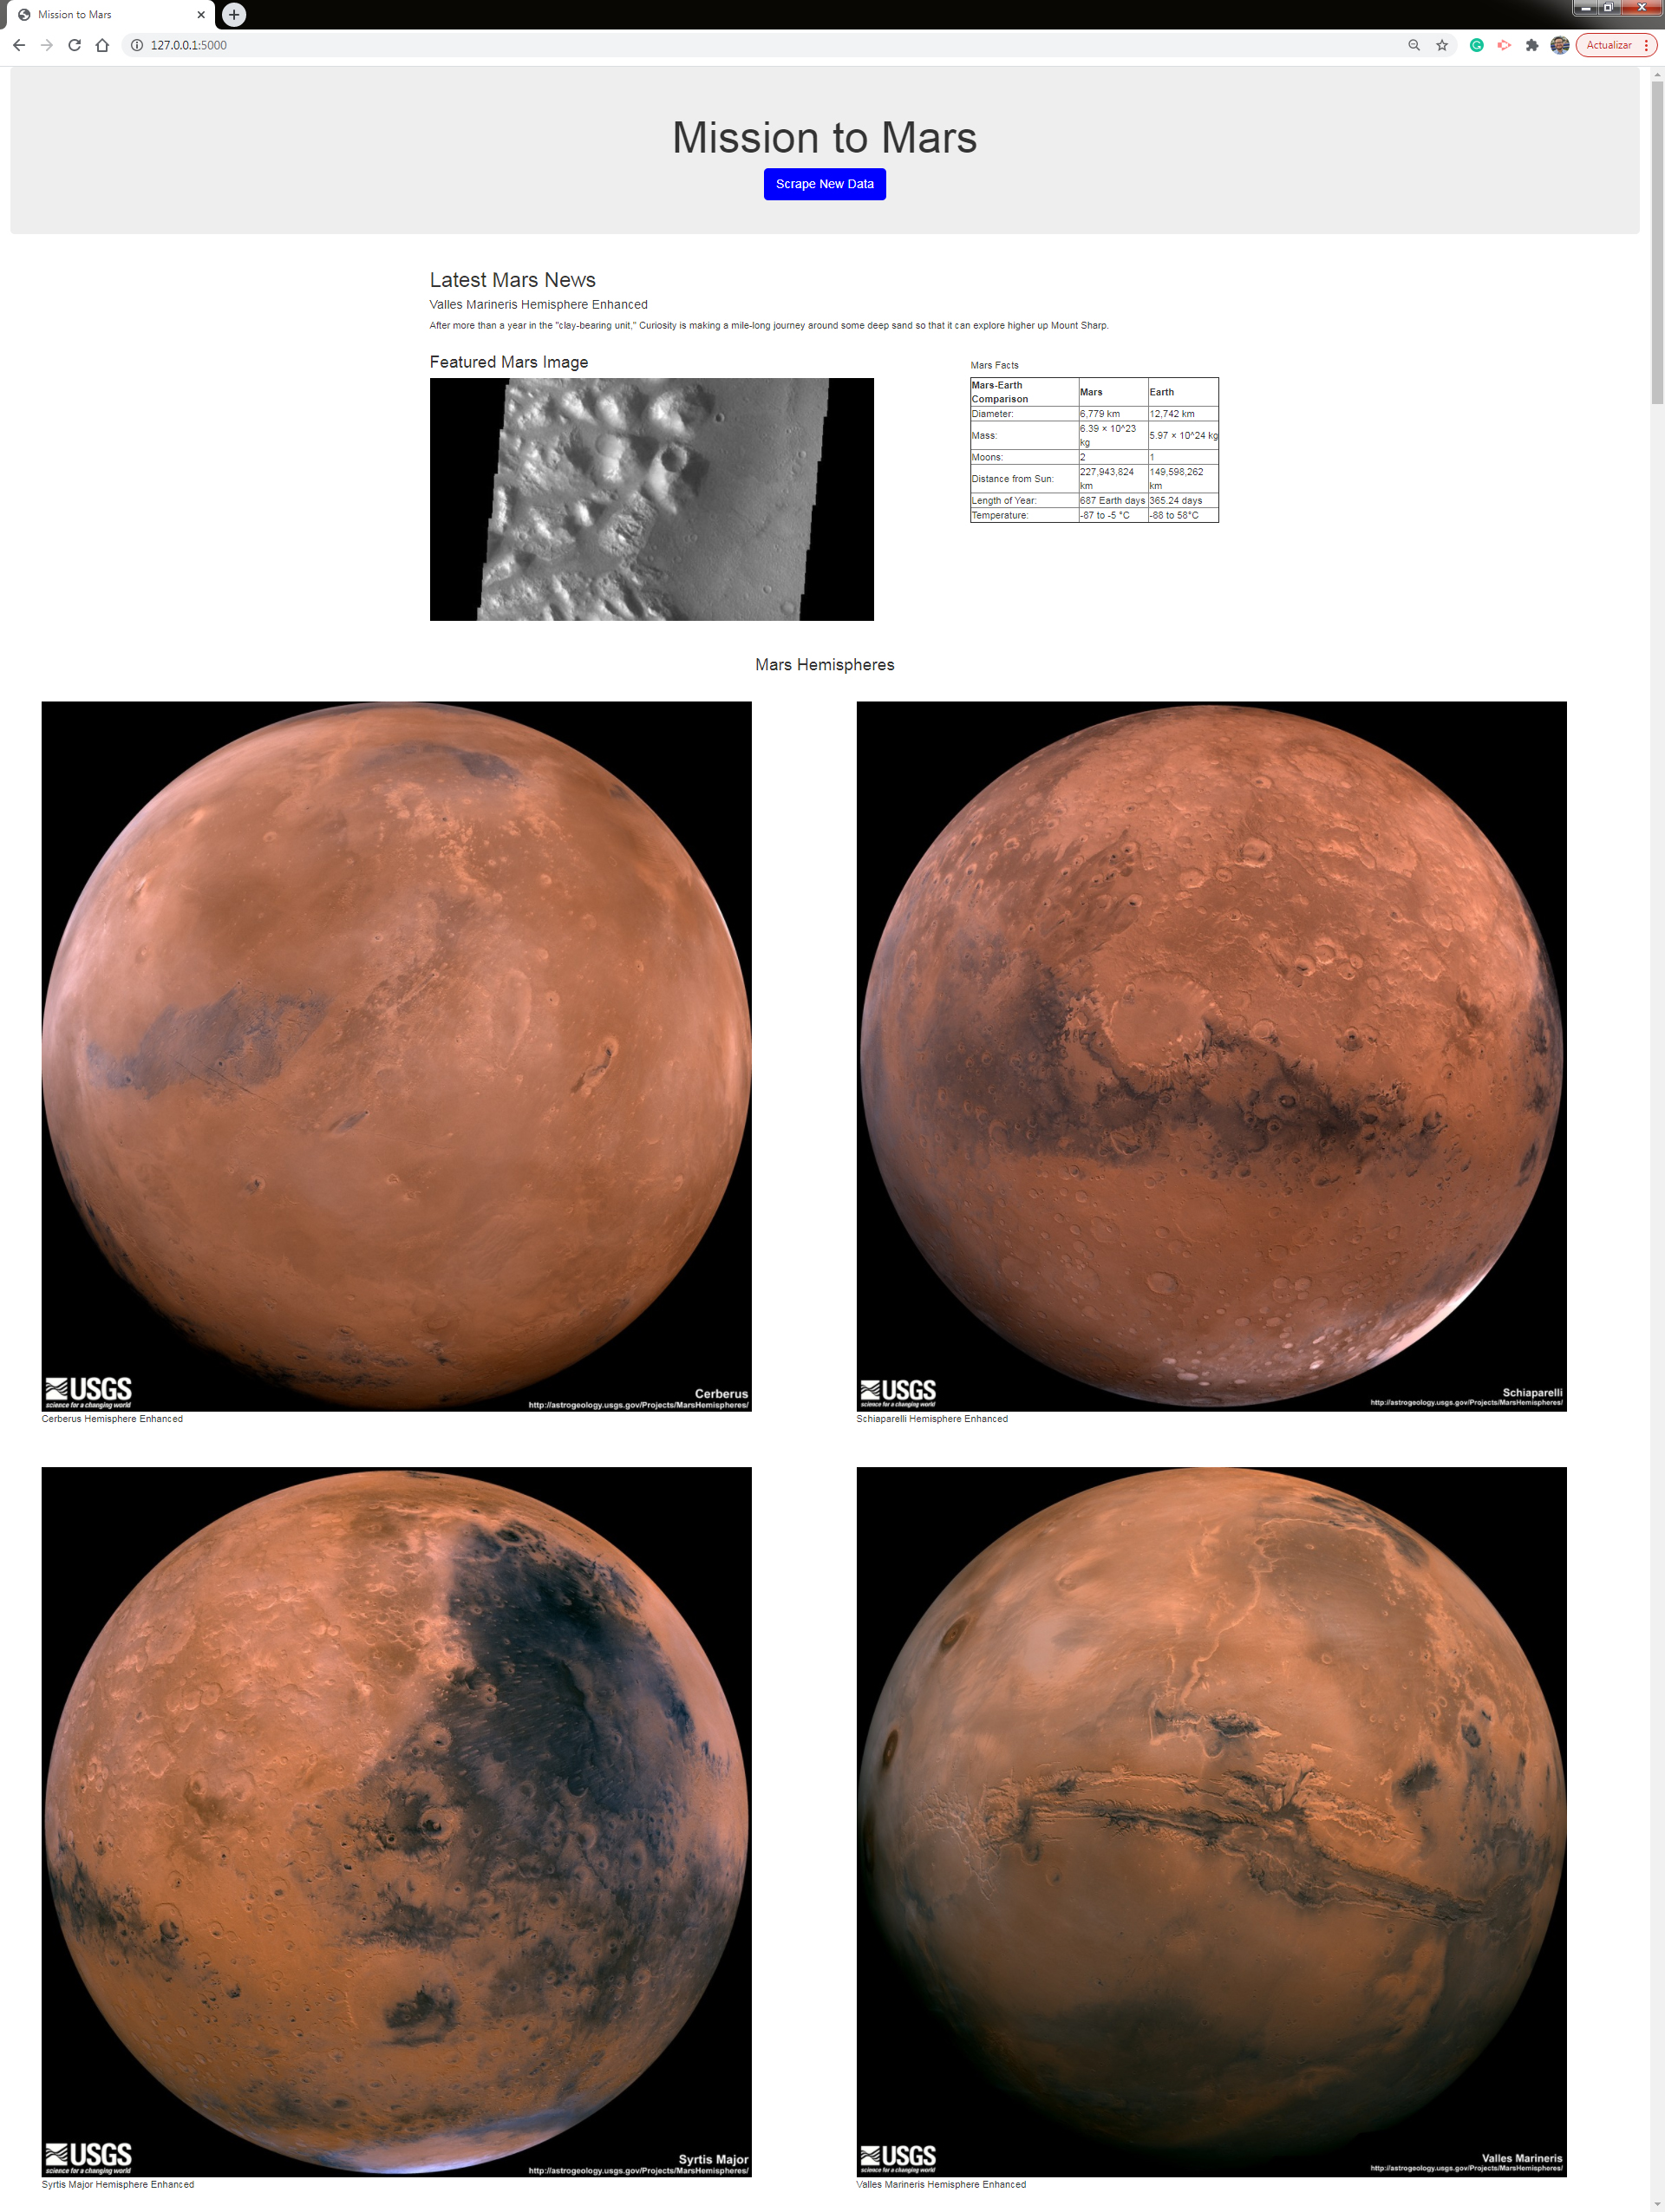 Mission to Mars
127.0.0.1:5000
Actualizar
Mission to Mars
Scrape New Data
Latest Mars News
Valles Marineris Hemisphere Enhanced
After more than a year in the "clay-bearing unit," Curiosity is making a mile-long journey around some deep sand so that it can explore higher up Mount Sharp.
Featured Mars Image
Mars Facts
Mars-Earth Comparison Mars Earth
Diameter: 6,779 km 12,742 km
Mass: 6.39 × 10^23 kg 5.97 × 10^24 kg
Moons: 2 1
Distance from Sun: 227,943,824 km 149,598,262 km
Length of Year: 687 Earth days 365.24 days
Temperature: -87 to -5 °C -88 to 58°C
Mars Hemispheres
USGS
science for a changing world
Cerberus
http://astrogeology.usgs.gov/Projects/MarsHemispheres/
Cerberus Hemisphere Enhanced
USGS
science for a changing world
Schiaparelli
http://astrogeology.usgs.gov/Projects/MarsHemispheres/
Schiaparelli Hemisphere Enhanced
USGS
science for a changing world
Syrtis Major
http://astrogeology.usgs.gov/Projects/MarsHemispheres/
Syrtis Major Hemisphere Enhanced
USGS
science for a changing world
Valles Marineris
http://astrogeology.usgs.gov/Projects/MarsHemispheres/
Valles Marineris Hemisphere Enhanced